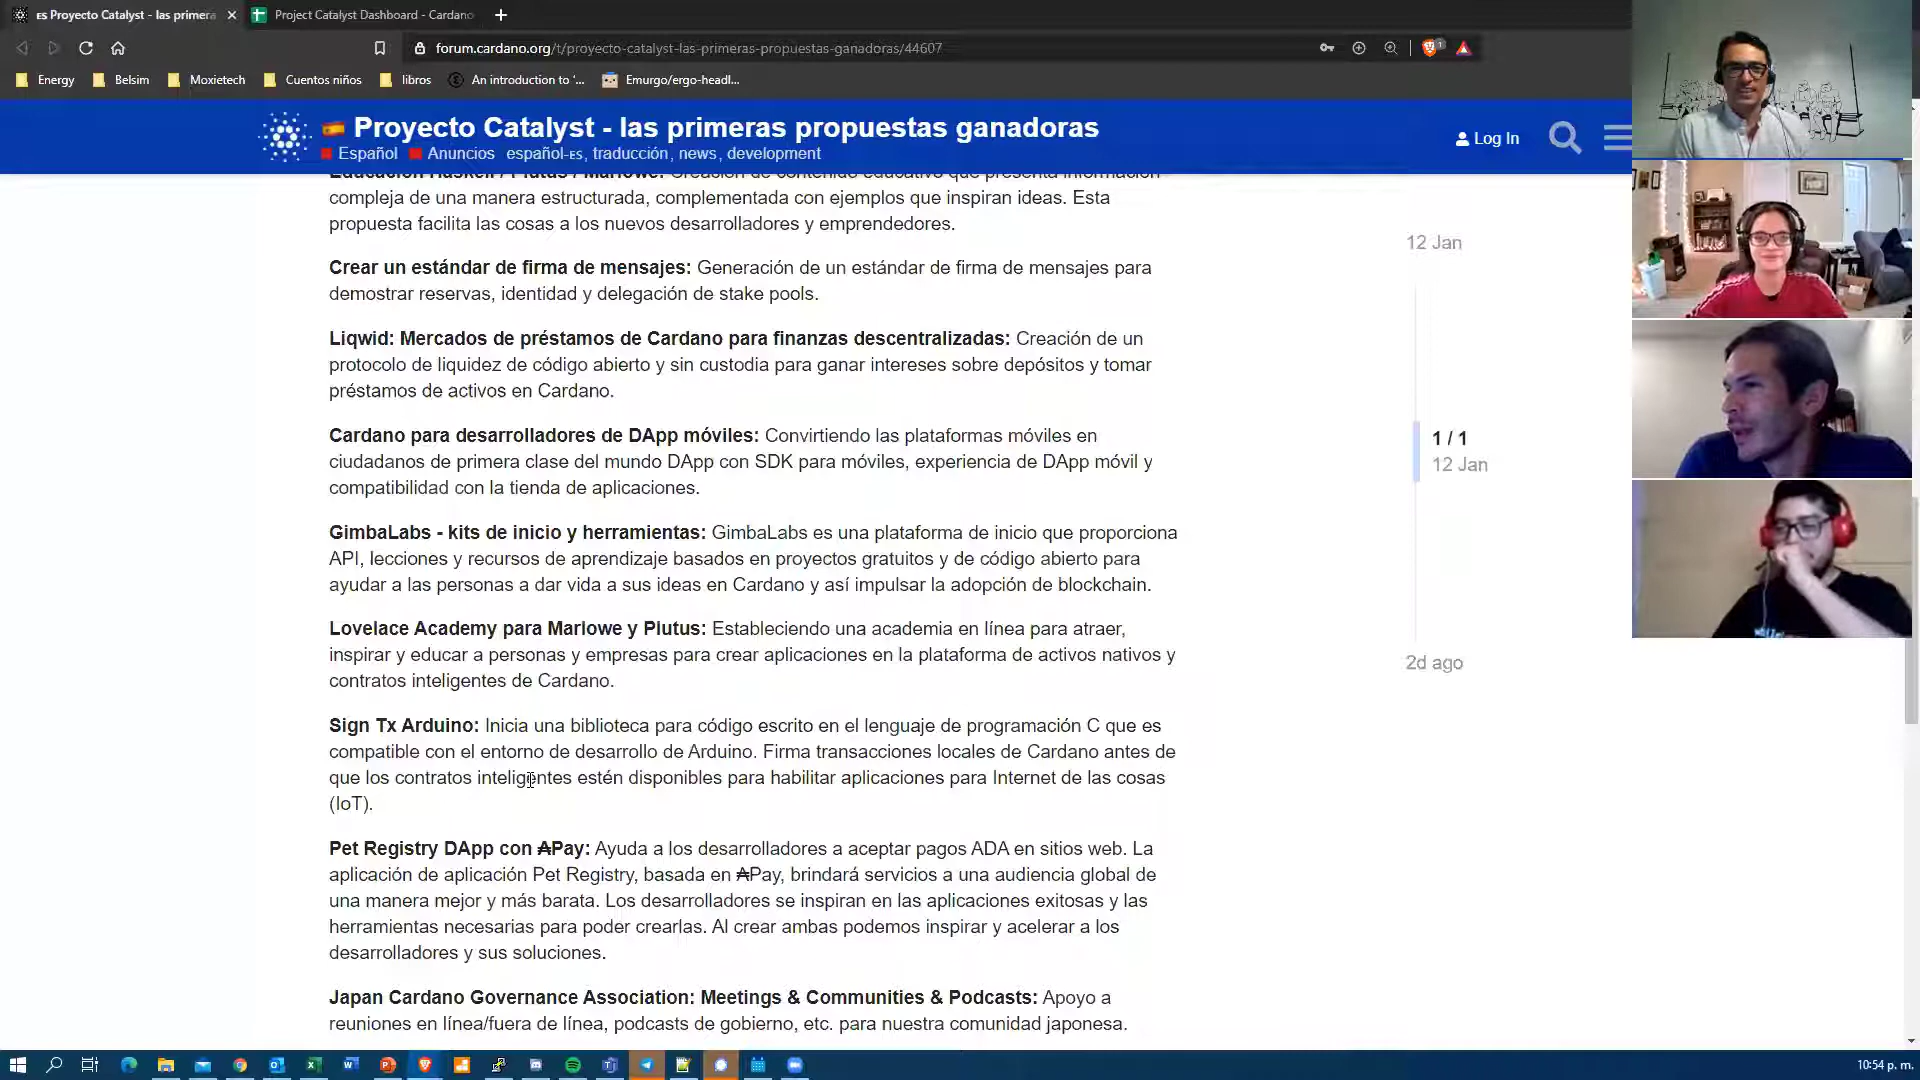 ES Proyecto Catalyst - las primera
Project Catalyst Dashboard - Cardano
forum.cardano.org/t/proyecto-catalyst-las-primeras-propuestas-ganadoras/44607
1
Energy
Belsim
Moxietech
Cuentos niños
libros
An introduction to '...
Emurgo/ergo-headl...
Proyecto Catalyst - las primeras propuestas ganadoras
Español Anuncios español-ES, traducción, news, development
Log In
Educación Haskell / Plutus / Marlowe: Creación de contenido educativo que presenta información
compleja de una manera estructurada, complementada con ejemplos que inspiran ideas. Esta
propuesta facilita las cosas a los nuevos desarrolladores y emprendedores.
Crear un estándar de firma de mensajes: Generación de un estándar de firma de mensajes para
demostrar reservas, identidad y delegación de stake pools.
Liqwid: Mercados de préstamos de Cardano para finanzas descentralizadas: Creación de un
protocolo de liquidez de código abierto y sin custodia para ganar intereses sobre depósitos y tomar
préstamos de activos en Cardano.
Cardano para desarrolladores de DApp móviles: Convirtiendo las plataformas móviles en
ciudadanos de primera clase del mundo DApp con SDK para móviles, experiencia de DApp móvil y
compatibilidad con la tienda de aplicaciones.
GimbaLabs - kits de inicio y herramientas: GimbaLabs es una plataforma de inicio que proporciona
API, lecciones y recursos de aprendizaje basados en proyectos gratuitos y de código abierto para
ayudar a las personas a dar vida a sus ideas en Cardano y así impulsar la adopción de blockchain.
Lovelace Academy para Marlowe y Plutus: Estableciendo una academia en línea para atraer,
inspirar y educar a personas y empresas para crear aplicaciones en la plataforma de activos nativos y
contratos inteligentes de Cardano.
Sign Tx Arduino: Inicia una biblioteca para código escrito en el lenguaje de programación C que es
compatible con el entorno de desarrollo de Arduino. Firma transacciones locales de Cardano antes de
que los contratos inteligentes estén disponibles para habilitar aplicaciones para Internet de las cosas
(IoT).
Pet Registry DApp con ₳Pay: Ayuda a los desarrolladores a aceptar pagos ADA en sitios web. La
aplicación de aplicación Pet Registry, basada en ₳Pay, brindará servicios a una audiencia global de
una manera mejor y más barata. Los desarrolladores se inspiran en las aplicaciones exitosas y las
herramientas necesarias para poder crearlas. Al crear ambas podemos inspirar y acelerar a los
desarrolladores y sus soluciones.
Japan Cardano Governance Association: Meetings & Communities & Podcasts: Apoyo a
reuniones en línea/fuera de línea, podcasts de gobierno, etc. para nuestra comunidad japonesa.
12 Jan
1 / 1
12 Jan
2d ago
10:54 p. m.